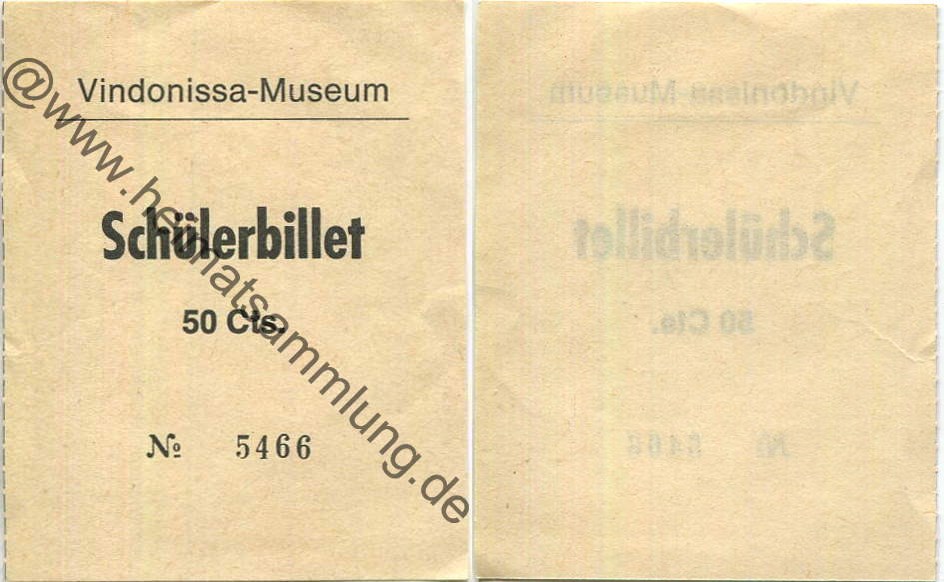 Vindonissa-Museum
Schülerbillet
50 Cts.
№ 5466
@www.heimatsammlung.de